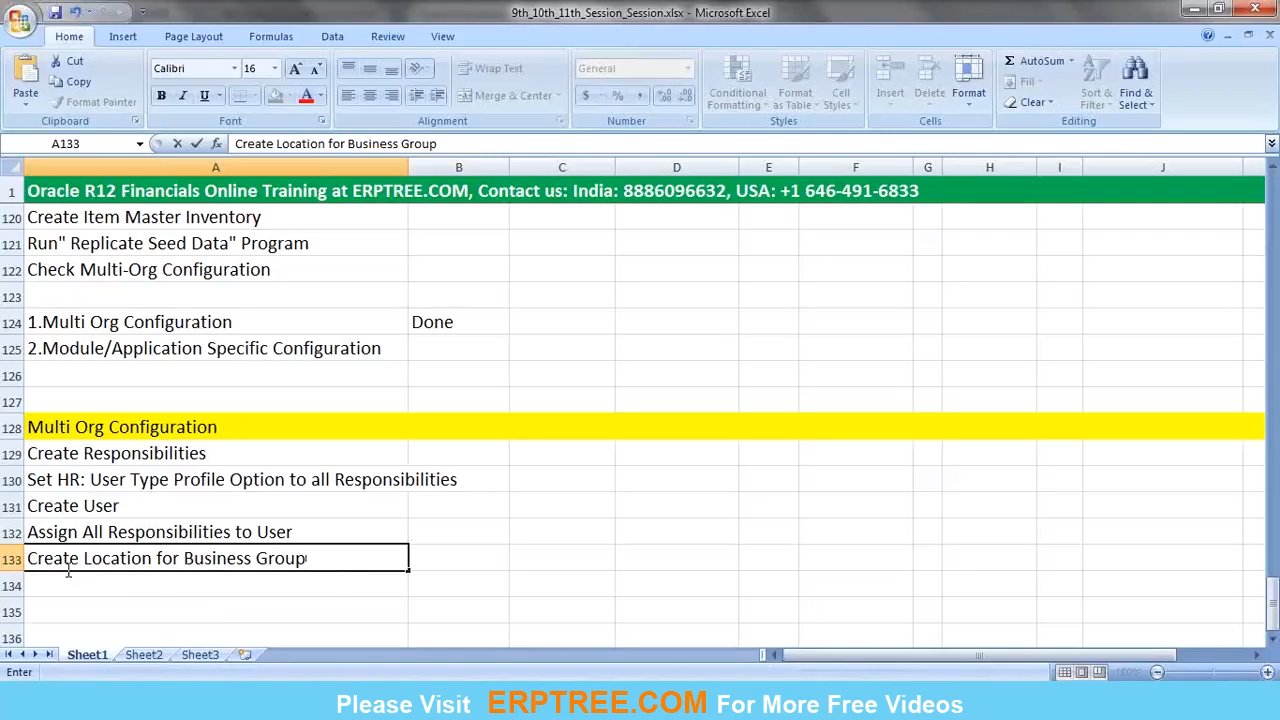 9th_10th_11th_Session_Session.xlsx - Microsoft Excel
Home Insert Page Layout Formulas Data Review View
Paste
Cut
Copy
Format Painter
Clipboard
Calibri 16
B I U
Font
Wrap Text
Merge & Center
Alignment
General
$ % ,
Number
Conditional Formatting
Format as Table
Cell Styles
Styles
Insert Delete Format
Cells
Σ AutoSum
Fill
Clear
Sort & Filter
Find & Select
Editing
A133 Create Location for Business Group
A B C D E F G H I J
1 Oracle R12 Financials Online Training at ERPTREE.COM, Contact us: India: 8886096632, USA: +1 646-491-6833
120 Create Item Master Inventory
121 Run" Replicate Seed Data" Program
122 Check Multi-Org Configuration
123
124 1.Multi Org Configuration Done
125 2.Module/Application Specific Configuration
126
127
128 Multi Org Configuration
129 Create Responsibilities
130 Set HR: User Type Profile Option to all Responsibilities
131 Create User
132 Assign All Responsibilities to User
133 Create Location for Business Group
134
135
136
Sheet1 Sheet2 Sheet3
Enter 100%
Please Visit ERPTREE.COM For More Free Videos